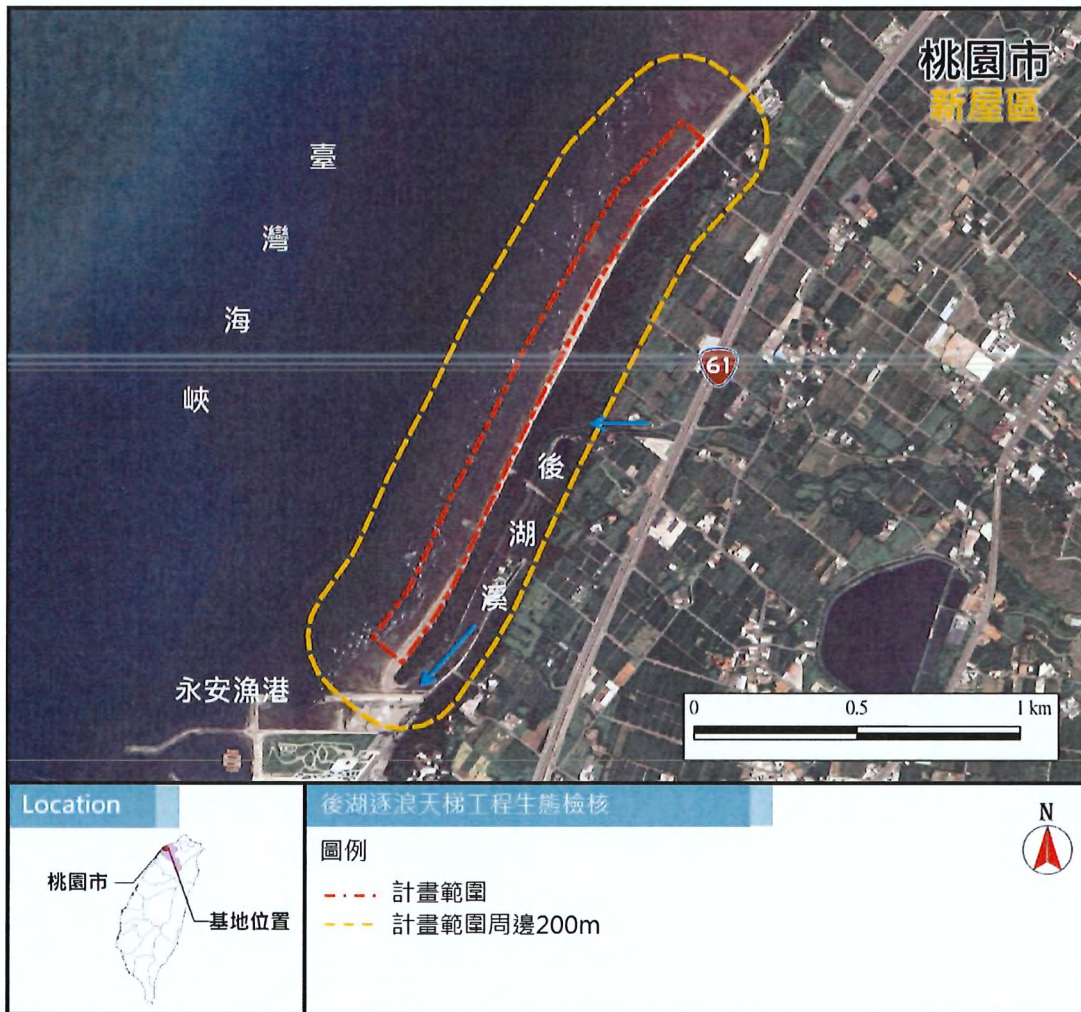 桃園市
新屋區
臺灣海峽
61
後湖溪
永安漁港
0 0.5 1 km
Location
桃園市
基地位置
後湖逐浪天梯工程生態檢核
圖例
計畫範圍
計畫範圍周邊200m
N